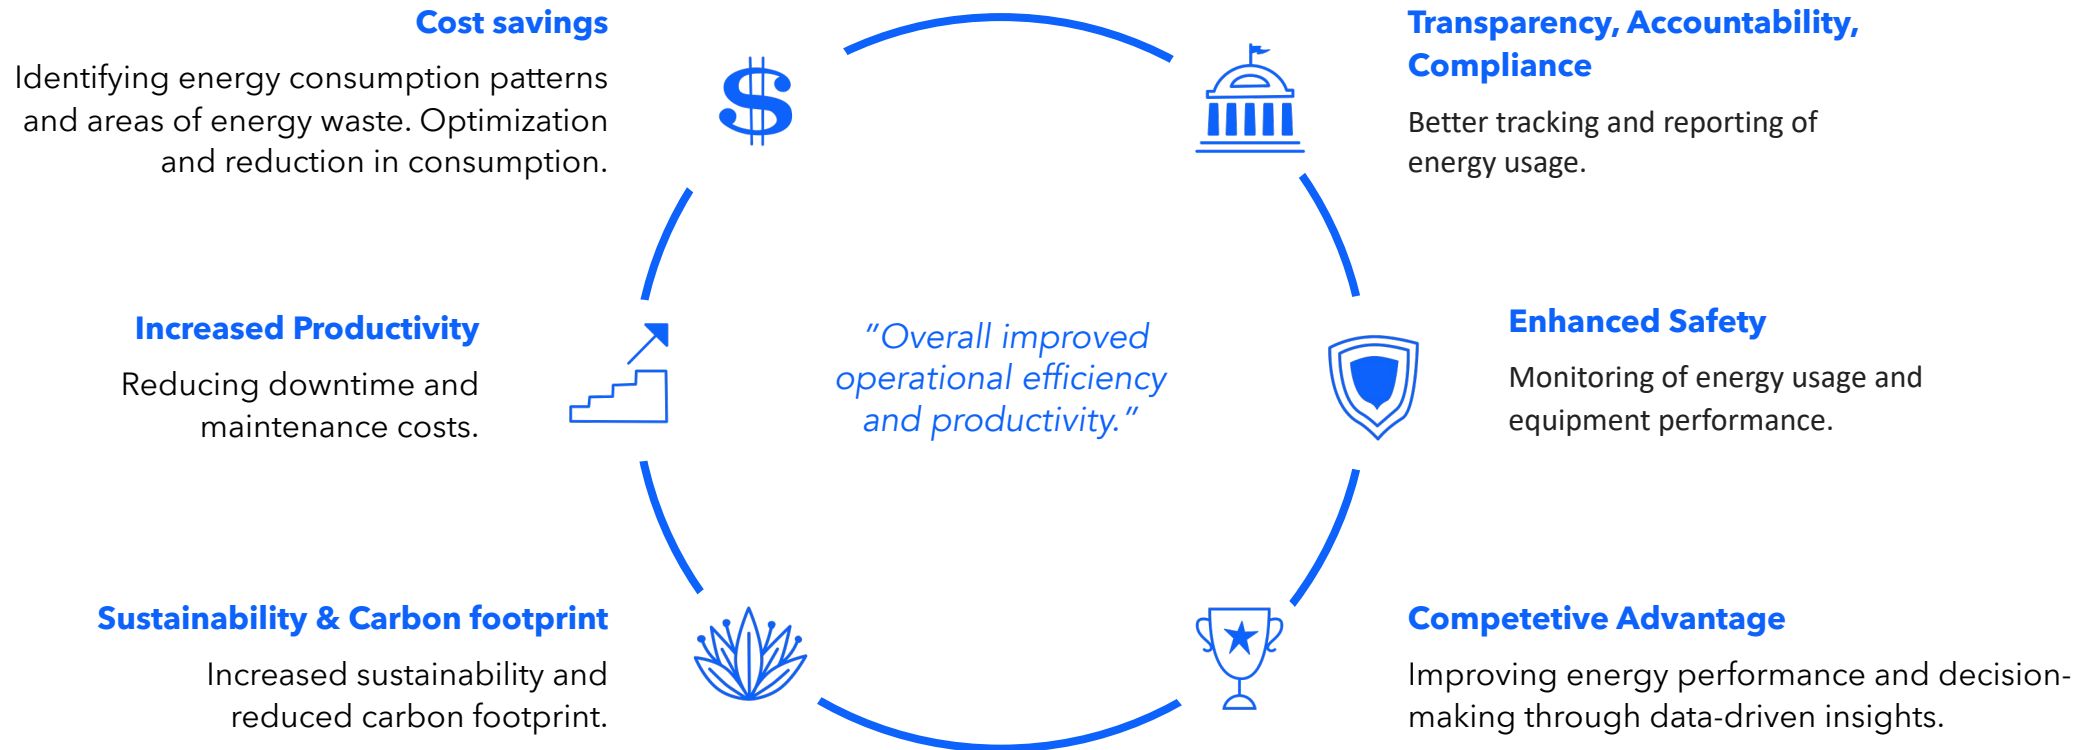 Cost savings
Identifying energy consumption patterns
and areas of energy waste. Optimization
and reduction in consumption.
Transparency, Accountability,
Compliance
Better tracking and reporting of
energy usage.
Increased Productivity
Reducing downtime and
maintenance costs.
"Overall improved
operational efficiency
and productivity."
Enhanced Safety
Monitoring of energy usage and
equipment performance.
Sustainability & Carbon footprint
Increased sustainability and
reduced carbon footprint.
Competetive Advantage
Improving energy performance and decision-
making through data-driven insights.